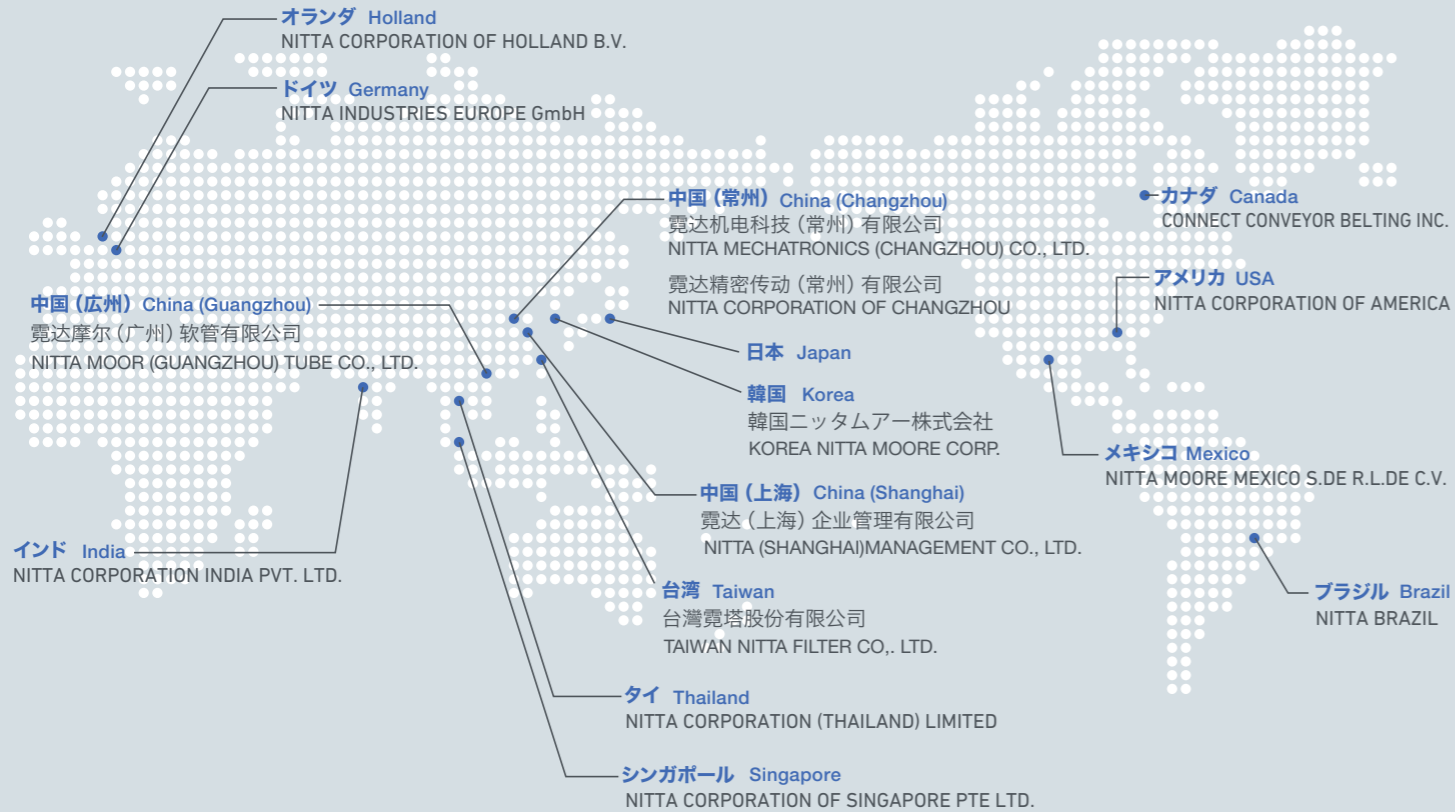 オランダ Holland
NITTA CORPORATION OF HOLLAND B.V.
ドイツ Germany
NITTA INDUSTRIES EUROPE GmbH
中国（常州）China (Changzhou)
霓达机电科技（常州）有限公司
NITTA MECHATRONICS (CHANGZHOU) CO., LTD.
霓达精密传动（常州）有限公司
NITTA CORPORATION OF CHANGZHOU
カナダ Canada
CONNECT CONVEYOR BELTING INC.
アメリカ USA
NITTA CORPORATION OF AMERICA
中国（広州）China (Guangzhou)
霓达摩尔（广州）软管有限公司
NITTA MOOR (GUANGZHOU) TUBE CO., LTD.
日本 Japan
韓国 Korea
韓国ニッタムアー株式会社
KOREA NITTA MOORE CORP.
メキシコ Mexico
NITTA MOORE MEXICO S.DE R.L.DE C.V.
中国（上海）China (Shanghai)
霓达（上海）企业管理有限公司
NITTA (SHANGHAI)MANAGEMENT CO., LTD.
インド India
NITTA CORPORATION INDIA PVT. LTD.
台湾 Taiwan
台灣霓塔股份有限公司
TAIWAN NITTA FILTER CO,. LTD.
ブラジル Brazil
NITTA BRAZIL
タイ Thailand
NITTA CORPORATION (THAILAND) LIMITED
シンガポール Singapore
NITTA CORPORATION OF SINGAPORE PTE LTD.